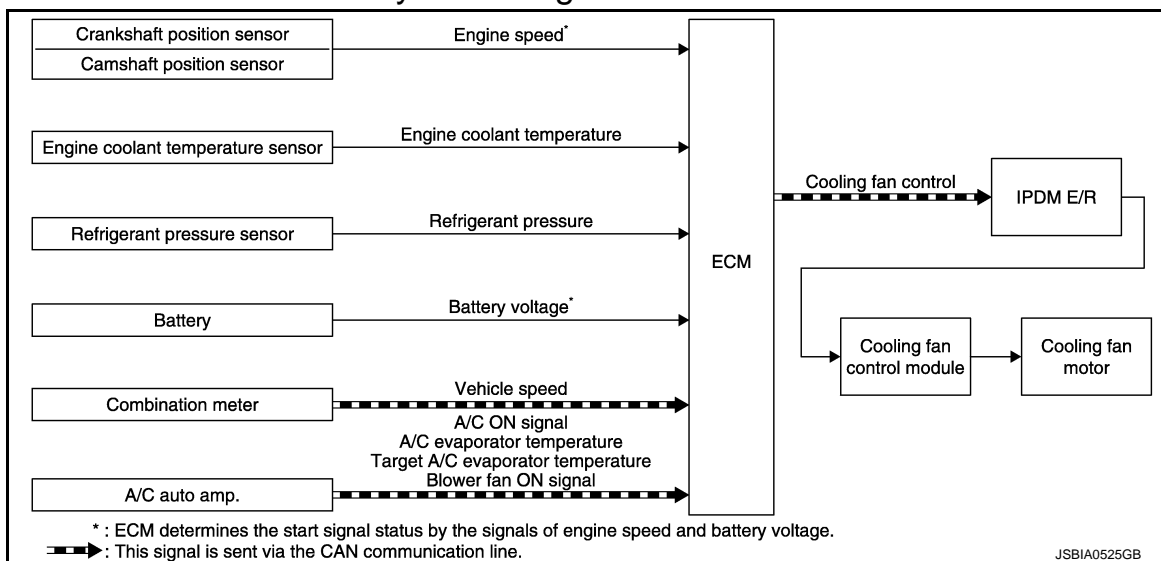 Crankshaft position sensor
Camshaft position sensor
Engine speed*
Engine coolant temperature sensor
Engine coolant temperature
Refrigerant pressure sensor
Refrigerant pressure
Battery
Battery voltage*
Combination meter
Vehicle speed
A/C auto amp.
A/C ON signal
A/C evaporator temperature
Target A/C evaporator temperature
Blower fan ON signal
ECM
Cooling fan control
IPDM E/R
Cooling fan
control module
Cooling fan
motor
* : ECM determines the start signal status by the signals of engine speed and battery voltage.
: This signal is sent via the CAN communication line.
JSBIA0525GB